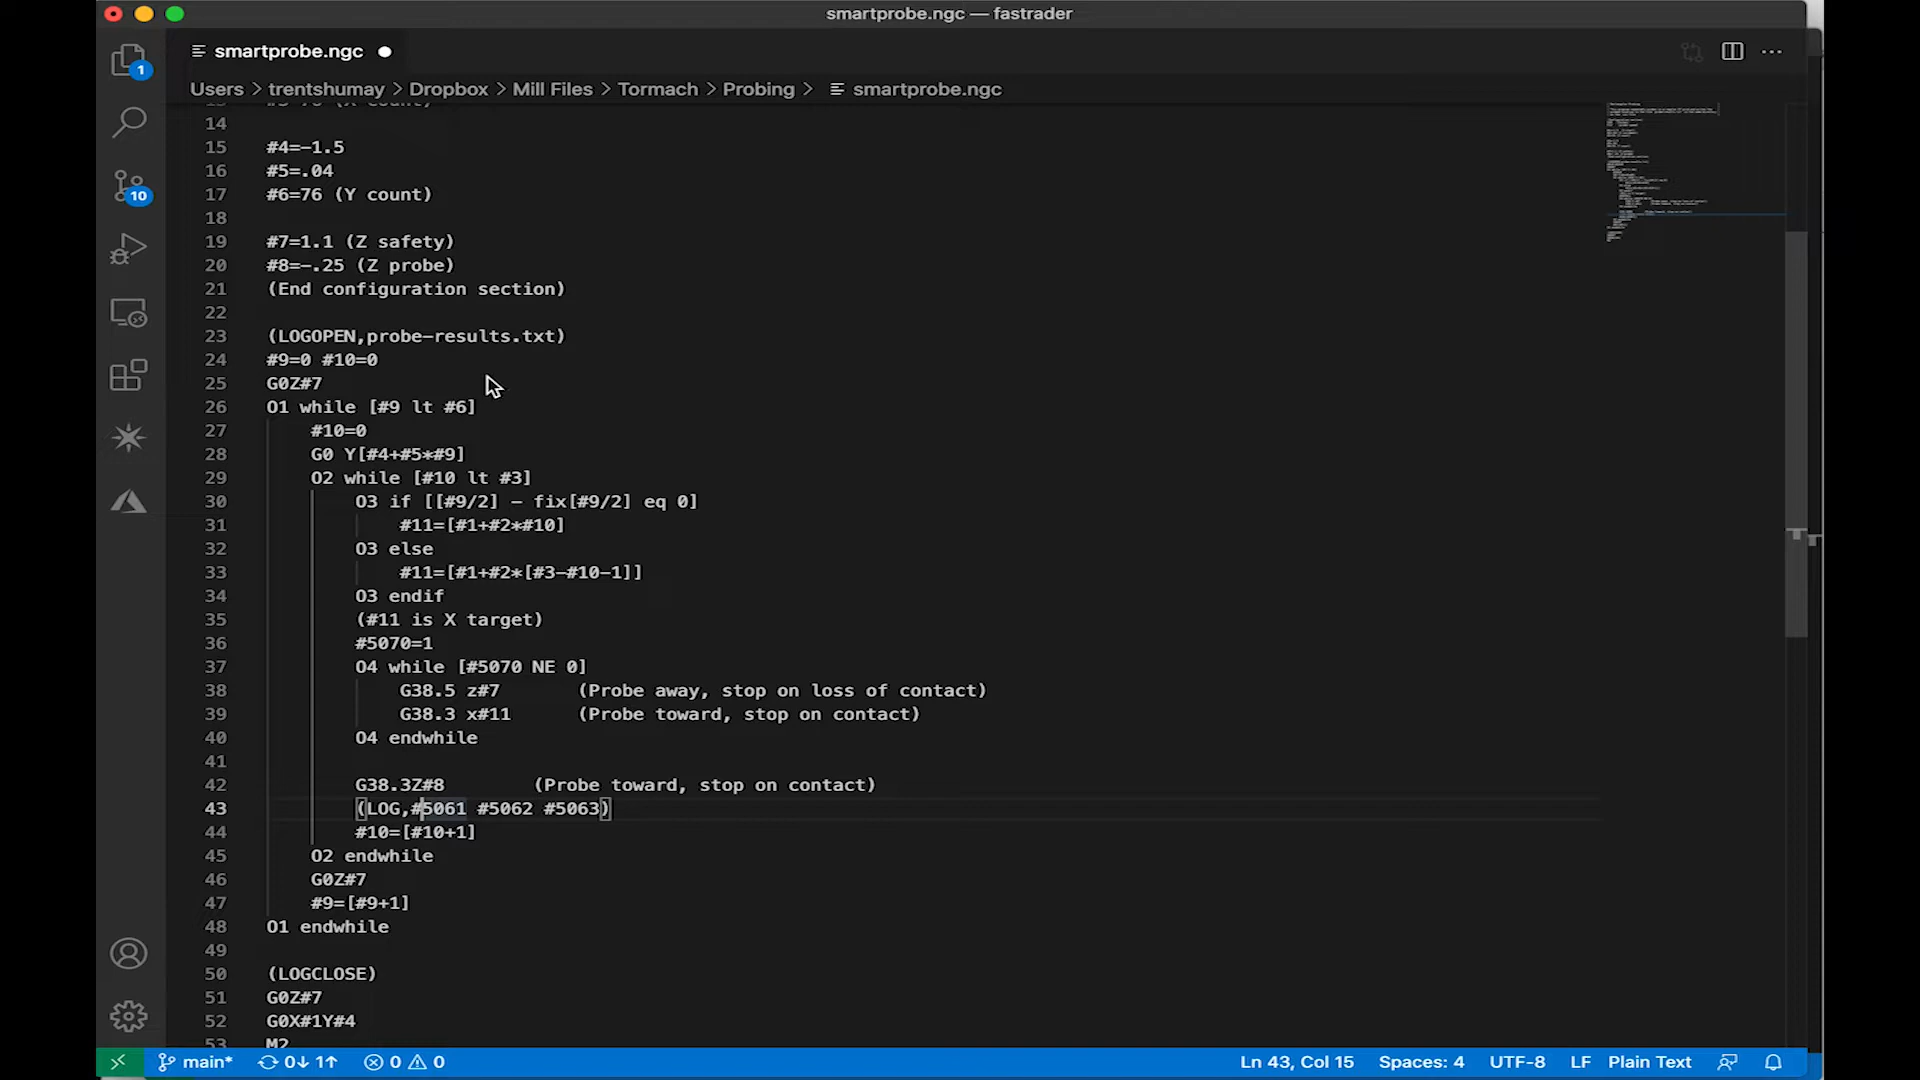 smartprobe.ngc — fastrader
smartprobe.ngc
Users > trentshumay > Dropbox > Mill Files > Tormach > Probing > smartprobe.ngc
1
10
14
15 #4=-1.5
16 #5=.04
17 #6=76 (Y count)
18
19 #7=1.1 (Z safety)
20 #8=-.25 (Z probe)
21 (End configuration section)
22
23 (LOGOPEN,probe-results.txt)
24 #9=0 #10=0
25 G0Z#7
26 O1 while [#9 lt #6]
27 #10=0
28 G0 Y[#4+#5*#9]
29 O2 while [#10 lt #3]
30 O3 if [[#9/2] - fix[#9/2] eq 0]
31 #11=[#1+#2*#10]
32 O3 else
33 #11=[#1+#2*[#3-#10-1]]
34 O3 endif
35 (#11 is X target)
36 #5070=1
37 O4 while [#5070 NE 0]
38 G38.5 z#7 (Probe away, stop on loss of contact)
39 G38.3 x#11 (Probe toward, stop on contact)
40 O4 endwhile
41
42 G38.3Z#8 (Probe toward, stop on contact)
43 (LOG,#5061 #5062 #5063)
44 #10=[#10+1]
45 O2 endwhile
46 G0Z#7
47 #9=[#9+1]
48 O1 endwhile
49
50 (LOGCLOSE)
51 G0Z#7
52 G0X#1Y#4
53 M2
main* 0↓ 1↑ 0 0 Ln 43, Col 15 Spaces: 4 UTF-8 LF Plain Text